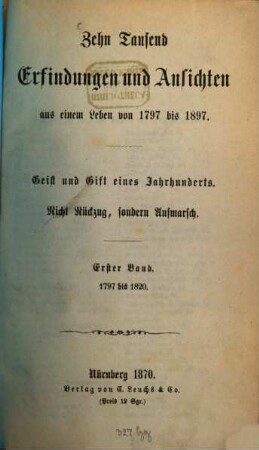 Zehn Tausend
Erfindungen und Ansichten
aus einem Leben von 1797 bis 1897.
Geist und Gift eines Jahrhunderts.
Nicht Rückzug, sondern Aufmarsch.
Erster Band.
1797 bis 1820.
Nürnberg 1870.
Verlag von C. Leuchs & Co.
(Preis 12 Sgr.)